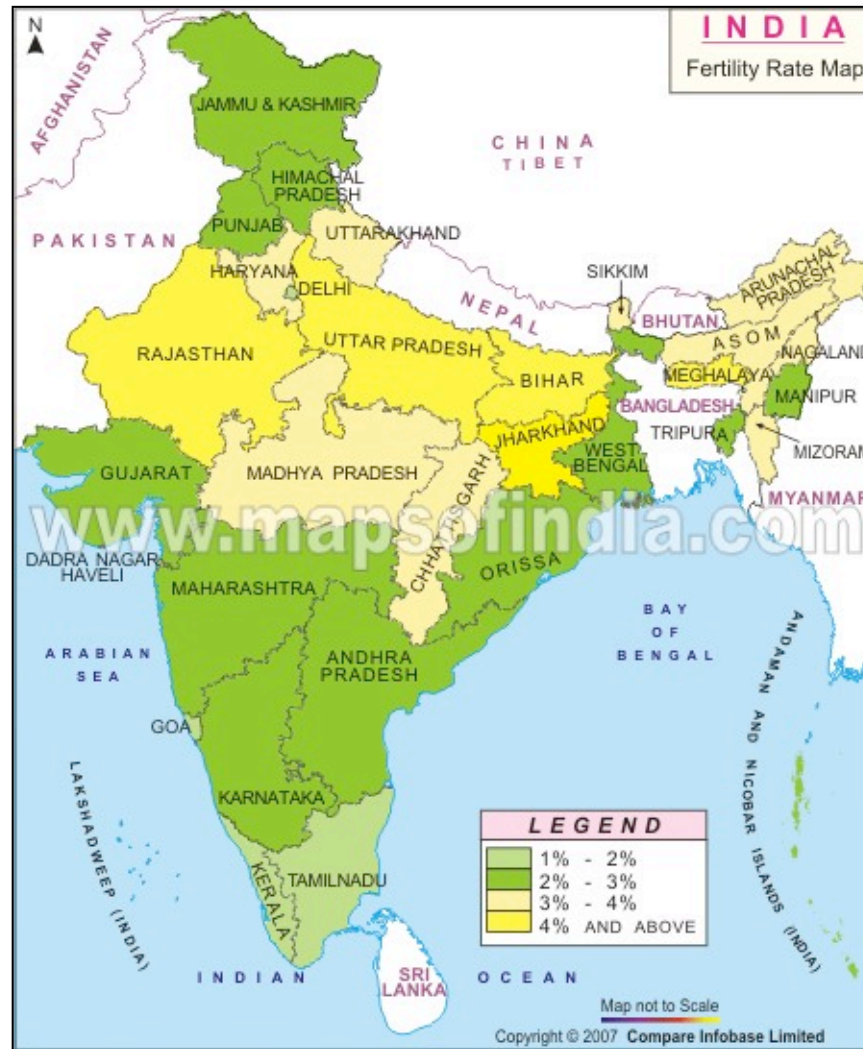 N
INDIA
Fertility Rate Map
AFGHANISTAN
JAMMU & KASHMIR
CHINA
TIBET
HIMACHAL
PRADESH
PUNJAB
PAKISTAN
UTTARAKHAND
HARYANA
DELHI
SIKKIM
ARUNACHAL
PRADESH
NEPAL
BHUTAN
RAJASTHAN
UTTAR PRADESH
ASOM
NAGALAND
BIHAR
MEGHALAYA
MANIPUR
BANGLADESH
JHARKHAND
TRIPURA
WEST
BENGAL
GUJARAT
MADHYA PRADESH
MIZORAM
CHHATTISGARH
MYANMAR
www.mapsofindia.com
DADRA NAGAR
HAVELI
ORISSA
MAHARASHTRA
BAY
OF
BENGAL
ARABIAN
SEA
ANDHRA
PRADESH
GOA
ANDAMAN AND NICOBAR ISLANDS (INDIA)
LAKSHADWEEP (INDIA)
KARNATAKA
LEGEND
1% - 2%
2% - 3%
3% - 4%
4% AND ABOVE
KERALA
TAMILNADU
INDIAN OCEAN
SRI
LANKA
Map not to Scale
Copyright © 2007 Compare Infobase Limited